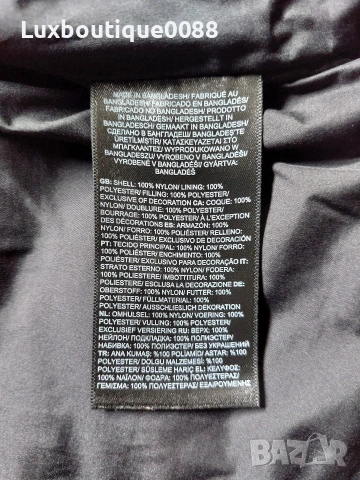 Luxboutique0088
MADE IN BANGLADESH/ FABRIQUÉ AU
BANGLADESH/ FABRICADO EN BANGLADÉS/
FABRICADO NO BANGLADESH/ PRODOTTO
IN BANGLADESH/ HERGESTELLT IN
BANGLADESH/ GEMAAKT IN BANGLADESH/
СДЕЛАНО В БАНГЛАДЕШ/ BANGLADEŞ'TE
ÜRETİLMİŞTİR/ ΚΑΤΑΣΚΕΥΑΖΕΤΑΙ ΣΤΟ
ΜΠΑΓΚΛΑΝΤΕΣ/ WYPRODUKOWANO W
BANGLADESZU/ VYROBENO V BANGLADÉŠI/
VYROBENÉ V BANGLADÉŠI/ GYÁRTVA:
BANGLADÉS
GB: SHELL: 100% NYLON/ LINING: 100%
POLYESTER/ FILLING: 100% POLYESTER/
EXCLUSIVE OF DECORATION CA: COQUE: 100%
NYLON/ DOUBLURE: 100% POLYESTER/
BOURRAGE: 100% POLYESTER/ À L'EXCEPTION
DES DÉCORATIONS ES: ARMAZÓN: 100%
NYLON/ FORRO: 100% POLIÉSTER/ RELLENO:
100% POLIÉSTER/ EXCLUSIVO DE DECORACIÓN
PT: TECIDO PRINCIPAL: 100% NYLON/ FORRO:
100% POLIÉSTER/ ENCHIMENTO: 100%
POLIÉSTER/ EXCLUSIVO PARA DECORAÇÃO IT:
STRATO ESTERNO: 100% NYLON/ FODERA:
100% POLIESTERE/ IMBOTTITURA: 100%
POLIESTERE/ ESCLUSA LA DECORAZIONE DE:
OBERSTOFF: 100% NYLON/ FUTTER: 100%
POLYESTER/ FÜLLMATERIAL: 100%
POLYESTER/ AUSSCHLIESLICH DEKORATION
NL: OMHULSEL: 100% NYLON/ VOERING: 100%
POLYESTER/ VULLING: 100% POLYESTER/
EXCLUSIEF VERSIERING RU: ВЕРХ: 100%
НЕЙЛОН/ ПОДКЛАДКА: 100% ПОЛИЭСТЕР/
НАБИВКА: 100% ПОЛИЭСТЕР/ БЕЗ УКРАШЕНИЙ
TR: ANA KUMAŞ: %100 POLİAMİD/ ASTAR: %100
POLYESTER/ DOLGU MALZEMESİ: %100
POLYESTER/ SÜSLEME HARİÇ EL: ΚΕΛΥΦΟΣ:
100% ΝΑΪΛΟΝ/ ΦΟΔΡΑ: 100% ΠΟΛΥΕΣΤΕΡΑΣ/
ΓΕΜΙΣΜΑ: 100% ΠΟΛΥΕΣΤΕΡΑΣ/ ΕΞΑΙΡΟΥΜΕΝΗΣ
BAZAR